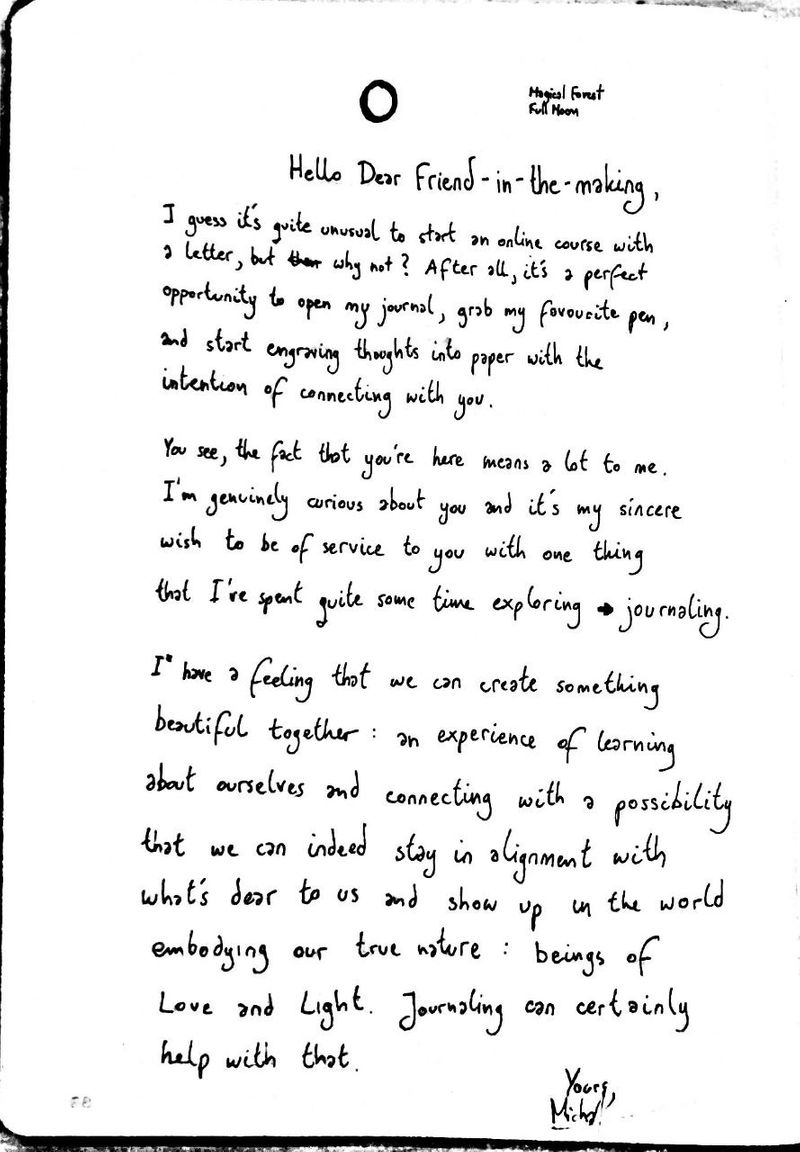 Magical Forest
Full Moon
Hello Dear Friend-in-the-making,
I guess it's quite unusual to start an online course with
a letter, but why not? After all, it's a perfect
opportunity to open my journal, grab my favourite pen,
and start engraving thoughts into paper with the
intention of connecting with you.
You see, the fact that you're here means a lot to me.
I'm genuinely curious about you and it's my sincere
wish to be of service to you with one thing
that I've spent quite some time exploring → journaling.
I have a feeling that we can create something
beautiful together: an experience of learning
about ourselves and connecting with a possibility
that we can indeed stay in alignment with
what's dear to us and show up in the world
embodying our true nature: beings of
Love and Light. Journaling can certainly
help with that.
Yours,
Michal